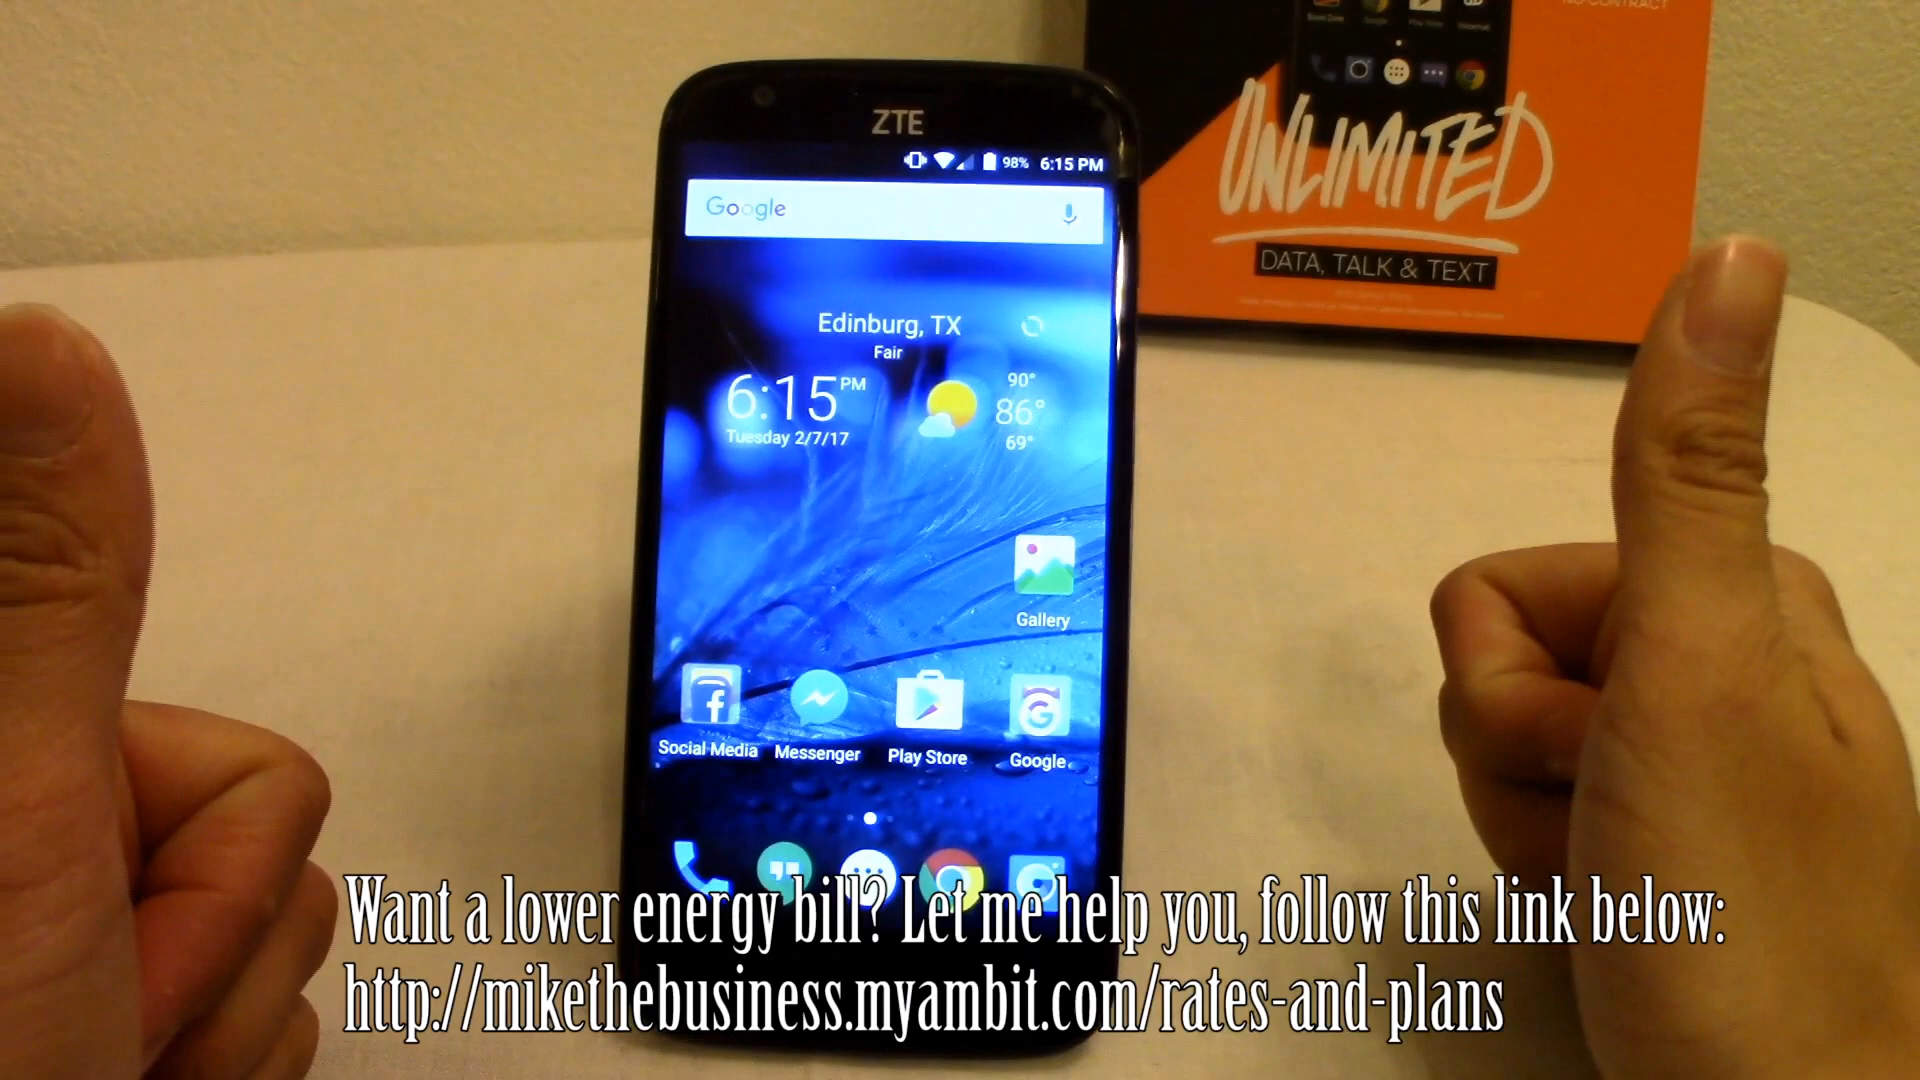 NO CONTRACT
UNLIMITED
DATA, TALK & TEXT
ZTE
98% 6:15 PM
Google
Edinburg, TX
Fair
6:15 PM
Tuesday 2/7/17
90°
86°
69°
Gallery
Social Media Messenger Play Store Google
Want a lower energy bill? Let me help you, follow this link below:
http://mikethebusiness.myambit.com/rates-and-plans